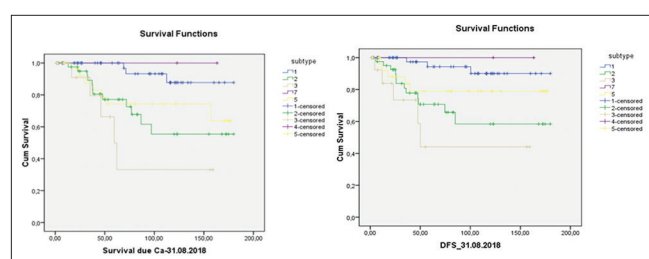 Survival Functions
Cum Survival
1,0
0,8
0,6
0,4
0,2
0,0
,00
50,00
100,00
150,00
200,00
Survival due Ca-31.08.2018
subtype
1
2
3
7
5
1-censored
2-censored
3-censored
4-censored
5-censored
Survival Functions
Cum Survival
1,0
0,8
0,6
0,4
0,2
0,0
,00
50,00
100,00
150,00
200,00
DFS_31.08.2018
subtype
1
2
3
7
5
1-censored
2-censored
3-censored
4-censored
5-censored